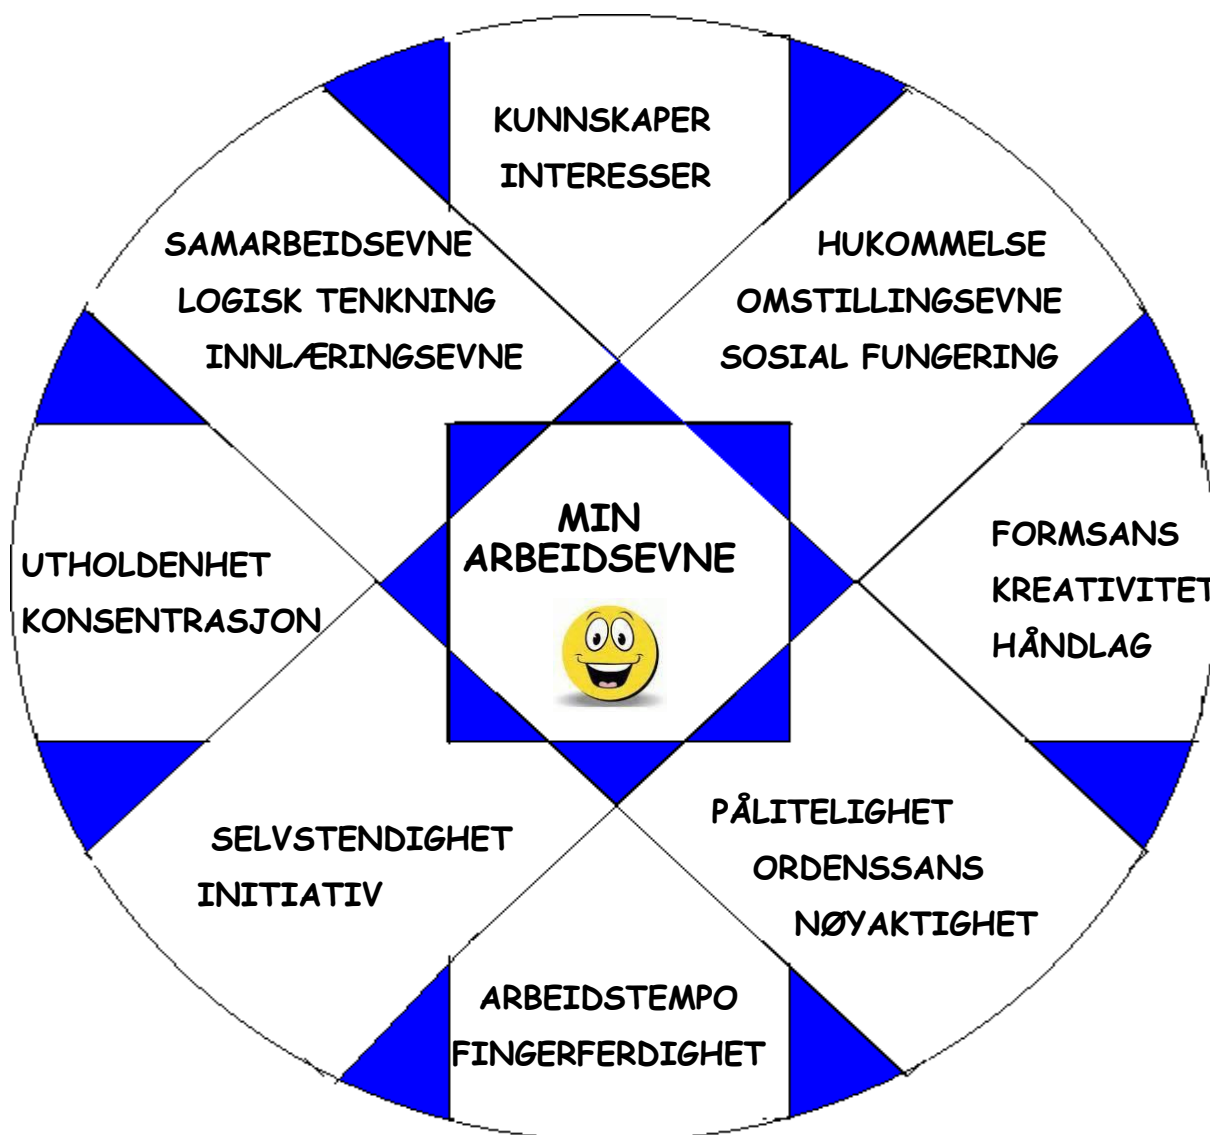 KUNNSKAPER
INTERESSER
SAMARBEIDSEVNE
LOGISK TENKNING
INNLÆRINGSEVNE
HUKOMMELSE
OMSTILLINGSEVNE
SOSIAL FUNGERING
UTHOLDENHET
KONSENTRASJON
MIN
ARBEIDSEVNE
FORMSANS
KREATIVITET
HÅNDLAG
SELVSTENDIGHET
INITIATIV
PÅLITELIGHET
ORDENSSANS
NØYAKTIGHET
ARBEIDSTEMPO
FINGERFERDIGHET